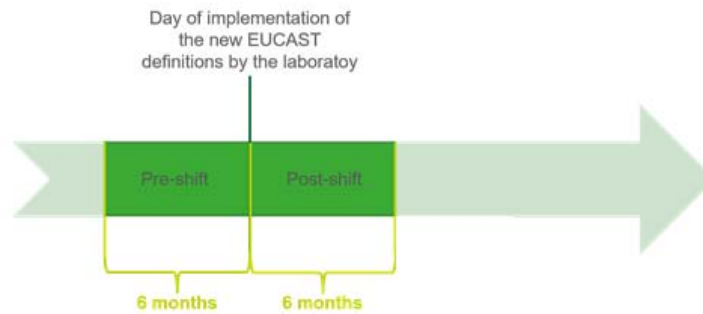 Day of implementation of
the new EUCAST
definitions by the laboratoy
Pre-shift
Post-shift
6 months
6 months